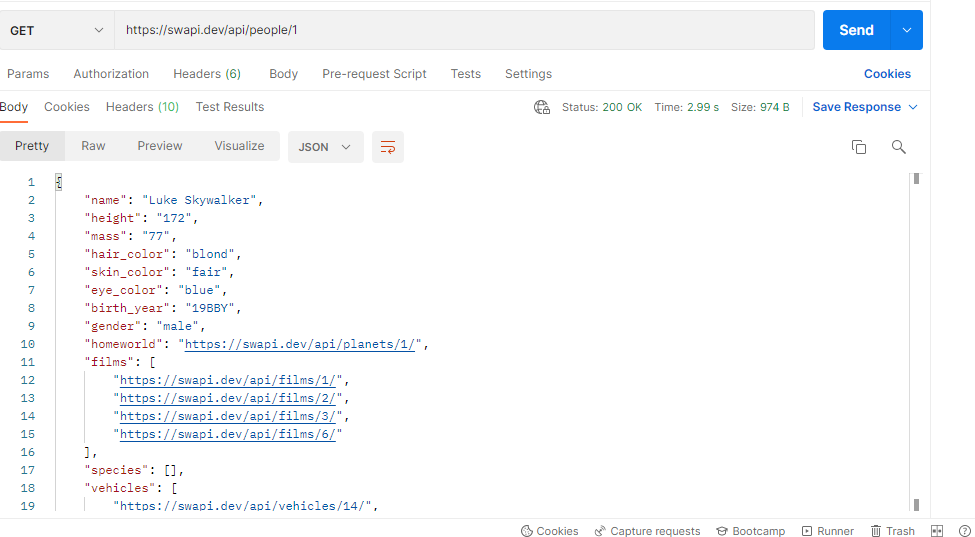 GET https://swapi.dev/api/people/1 Send
Params Authorization Headers (6) Body Pre-request Script Tests Settings Cookies
Body Cookies Headers (10) Test Results Status: 200 OK Time: 2.99 s Size: 974 B Save Response
Pretty Raw Preview Visualize JSON
1 {
2 "name": "Luke Skywalker",
3 "height": "172",
4 "mass": "77",
5 "hair_color": "blond",
6 "skin_color": "fair",
7 "eye_color": "blue",
8 "birth_year": "19BBY",
9 "gender": "male",
10 "homeworld": "https://swapi.dev/api/planets/1/",
11 "films": [
12 "https://swapi.dev/api/films/1/",
13 "https://swapi.dev/api/films/2/",
14 "https://swapi.dev/api/films/3/",
15 "https://swapi.dev/api/films/6/"
16 ],
17 "species": [],
18 "vehicles": [
19 "https://swapi.dev/api/vehicles/14/",
Cookies Capture requests Bootcamp Runner Trash